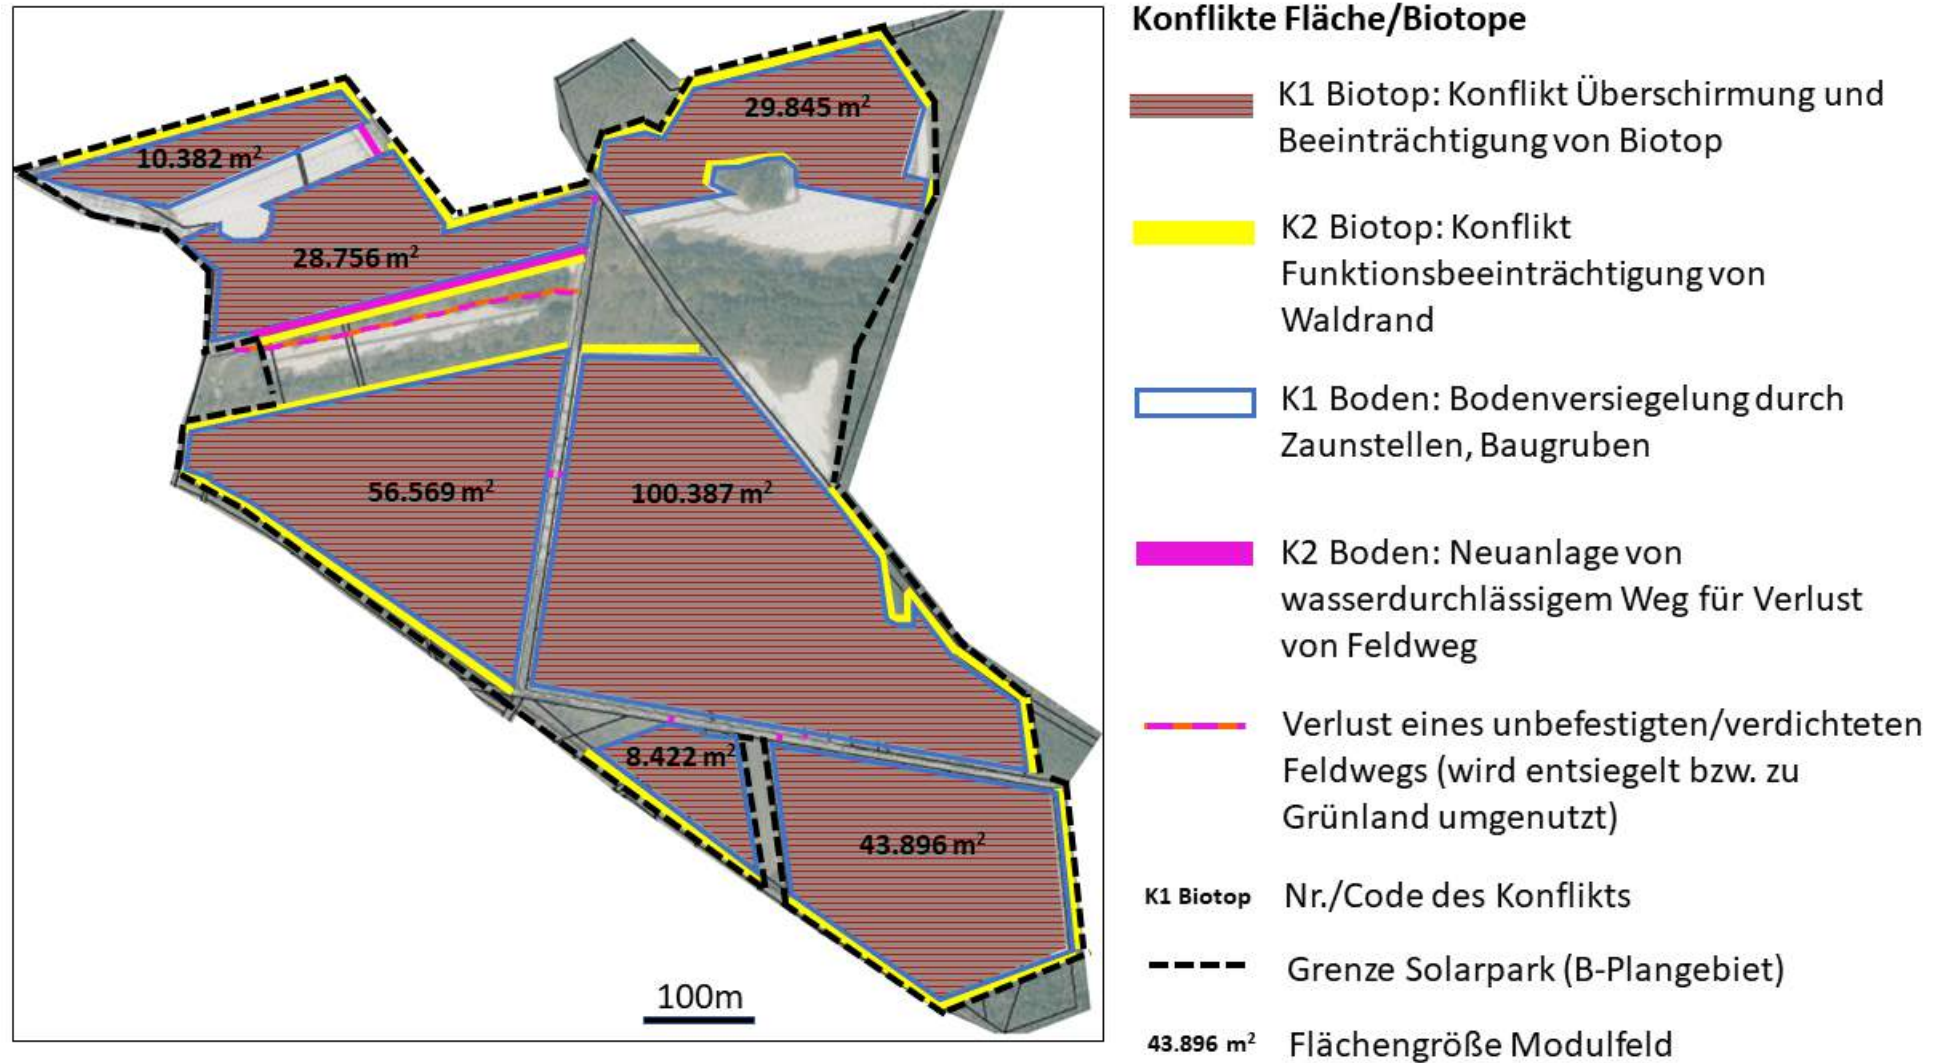 Konflikte Fläche/Biotope
K1 Biotop: Konflikt Überschirmung und
Beeinträchtigung von Biotop
K2 Biotop: Konflikt
Funktionsbeeinträchtigung von
Waldrand
K1 Boden: Bodenversiegelung durch
Zaunstellen, Baugruben
K2 Boden: Neuanlage von
wasserdurchlässigem Weg für Verlust
von Feldweg
Verlust eines unbefestigten/verdichteten
Feldwegs (wird entsiegelt bzw. zu
Grünland umgenutzt)
K1 Biotop Nr./Code des Konflikts
Grenze Solarpark (B-Plangebiet)
43.896 m² Flächengröße Modulfeld
29.845 m²
10.382 m²
28.756 m²
56.569 m²
100.387 m²
8.422 m²
43.896 m²
100m